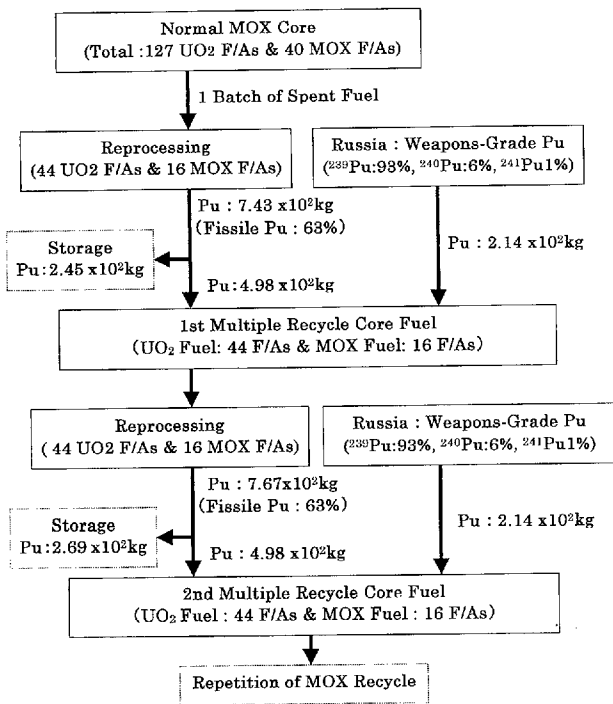 Normal MOX Core
(Total :127 UO2 F/As & 40 MOX F/As)
1 Batch of Spent Fuel
Reprocessing
(44 UO2 F/As & 16 MOX F/As)
Russia : Weapons-Grade Pu
(²³⁹Pu:93%, ²⁴⁰Pu:6%, ²⁴¹Pu1%)
Pu : 7.43 x10²kg
(Fissile Pu : 63%)
Storage
Pu:2.45 x10²kg
Pu : 2.14 x10²kg
Pu:4.98 x10²kg
1st Multiple Recycle Core Fuel
(UO₂ Fuel: 44 F/As & MOX Fuel: 16 F/As)
Reprocessing
( 44 UO2 F/As & 16 MOX F/As)
Russia : Weapons-Grade Pu
(²³⁹Pu:93%, ²⁴⁰Pu:6%, ²⁴¹Pu1%)
Pu : 7.67x10²kg
(Fissile Pu : 63%)
Storage
Pu:2.69 x10²kg
Pu : 2.14 x10²kg
Pu : 4.98 x10²kg
2nd Multiple Recycle Core Fuel
(UO₂ Fuel : 44 F/As & MOX Fuel : 16 F/As)
Repetition of MOX Recycle